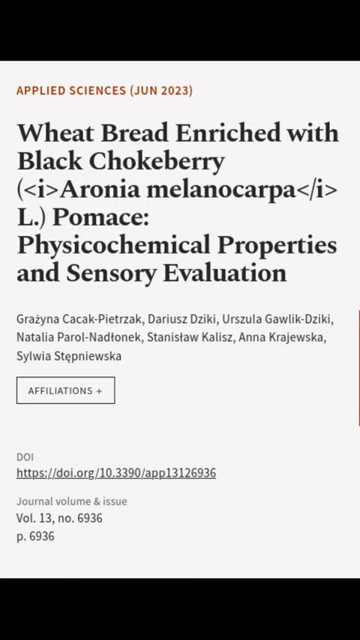 APPLIED SCIENCES (JUN 2023)
Wheat Bread Enriched with
Black Chokeberry
(<i>Aronia melanocarpa</i>
L.) Pomace:
Physicochemical Properties
and Sensory Evaluation
Grażyna Cacak-Pietrzak, Dariusz Dziki, Urszula Gawlik-Dziki,
Natalia Parol-Nadłonek, Stanisław Kalisz, Anna Krajewska,
Sylwia Stępniewska
AFFILIATIONS +
DOI
https://doi.org/10.3390/app13126936
Journal volume & issue
Vol. 13, no. 6936
p. 6936